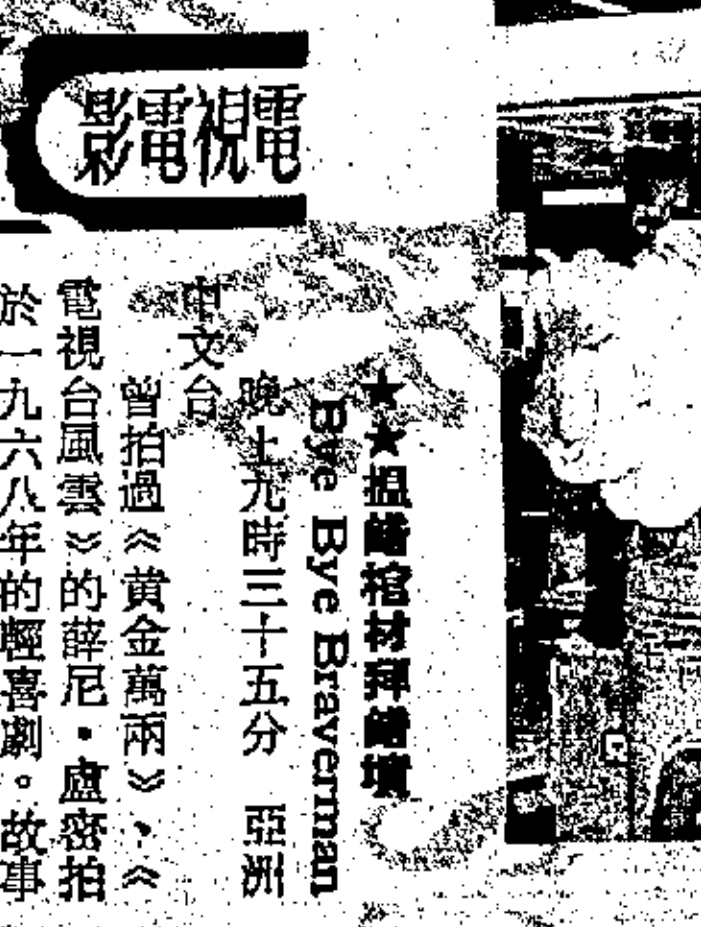 影電視電
★★搵錯棺材拜錯墳
Bye Bye Braverman
晚上九時三十五分　亞洲
中文台
曾拍過《黃金萬兩》、《
電視台風雲》的薛尼・盧密拍
於一九六八年的輕喜劇。故事